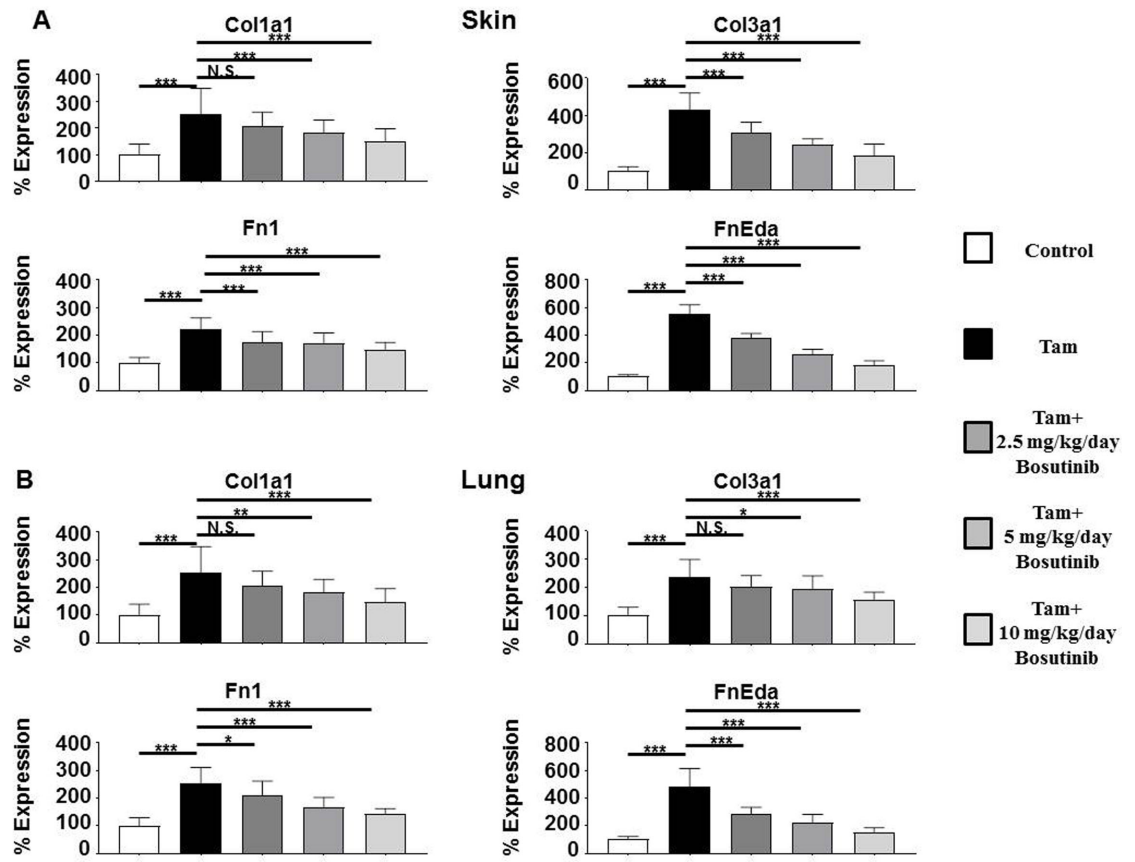 A
Skin
Col1a1
***
***
N.S.
***
% Expression
400
300
200
100
0
Col3a1
***
***
***
***
% Expression
600
400
200
0
Fn1
***
***
***
***
% Expression
400
300
200
100
0
FnEda
***
***
***
***
% Expression
800
600
400
200
0
B
Lung
Col1a1
***
**
N.S.
***
% Expression
400
300
200
100
0
Col3a1
***
*
N.S.
***
% Expression
400
300
200
100
0
Fn1
***
***
*
***
% Expression
400
300
200
100
0
FnEda
***
***
***
***
% Expression
800
600
400
200
0
Control
Tam
Tam+
2.5 mg/kg/day
Bosutinib
Tam+
5 mg/kg/day
Bosutinib
Tam+
10 mg/kg/day
Bosutinib